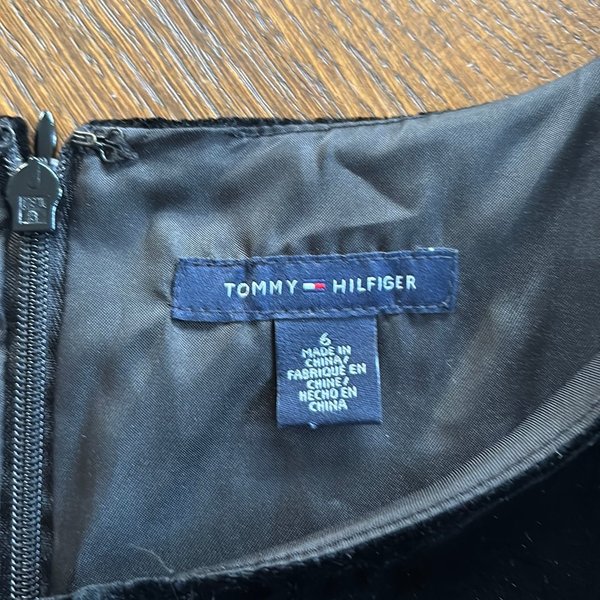 TOMMY HILFIGER
6
MADE IN
CHINA/
FABRIQUÉ EN
CHINE/
HECHO EN
CHINA